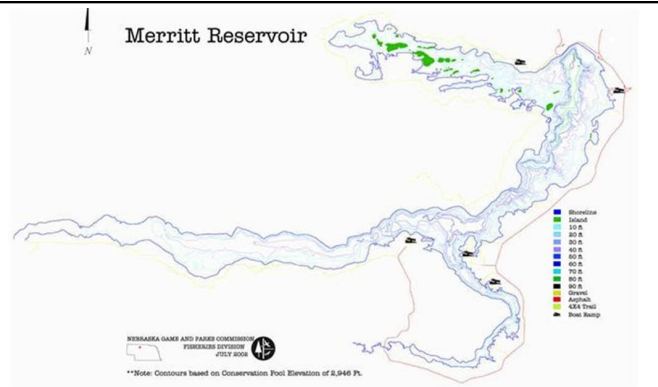 N
Merritt Reservoir
Shoreline
Island
10 ft
20 ft
30 ft
40 ft
50 ft
60 ft
70 ft
80 ft
90 ft
Gravel
Asphalt
4X4 Trail
Boat Ramp
NEBRASKA GAME AND PARKS COMMISSION
FISHERIES DIVISION
JULY 2002
**Note: Contours based on Conservation Pool Elevation of 2,946 Ft.